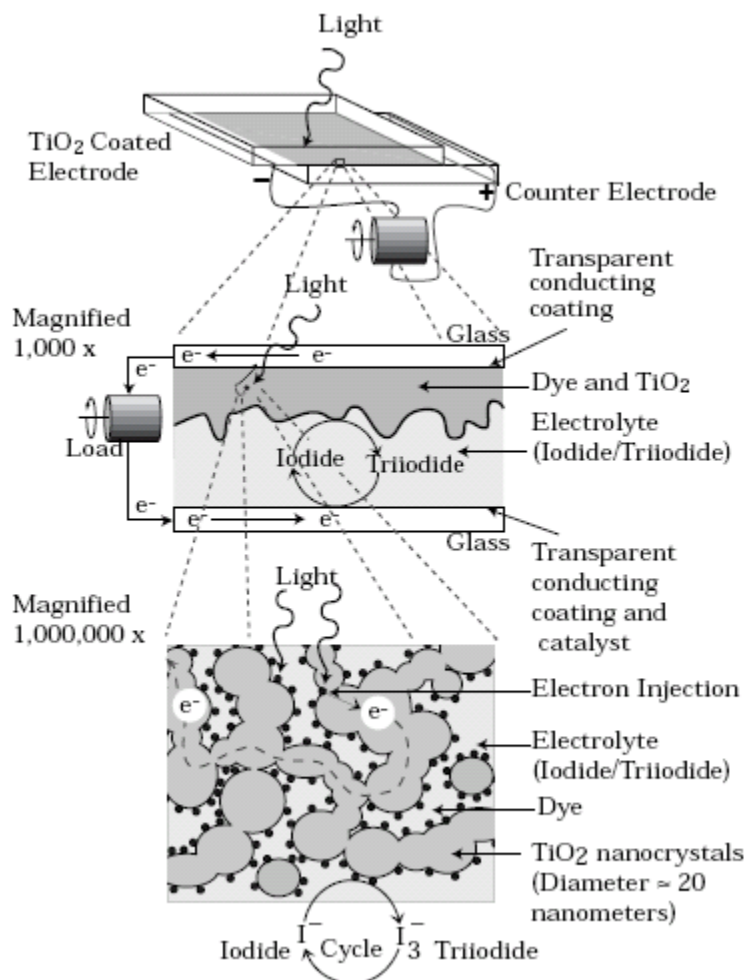 Light
TiO2 Coated
Electrode
-
+ Counter Electrode
Transparent
conducting
coating
Light
Magnified
1,000 x
Glass
e- e-
e-
Dye and TiO2
Load
Electrolyte
(Iodide/Triiodide)
Iodide Triiodide
e-
e- e-
Glass
Transparent
conducting
coating and
catalyst
Light
Magnified
1,000,000 x
e-
e-
Electron Injection
Electrolyte
(Iodide/Triiodide)
Dye
TiO2 nanocrystals
(Diameter ≈ 20
nanometers)
Iodide I− Cycle I3− Triiodide